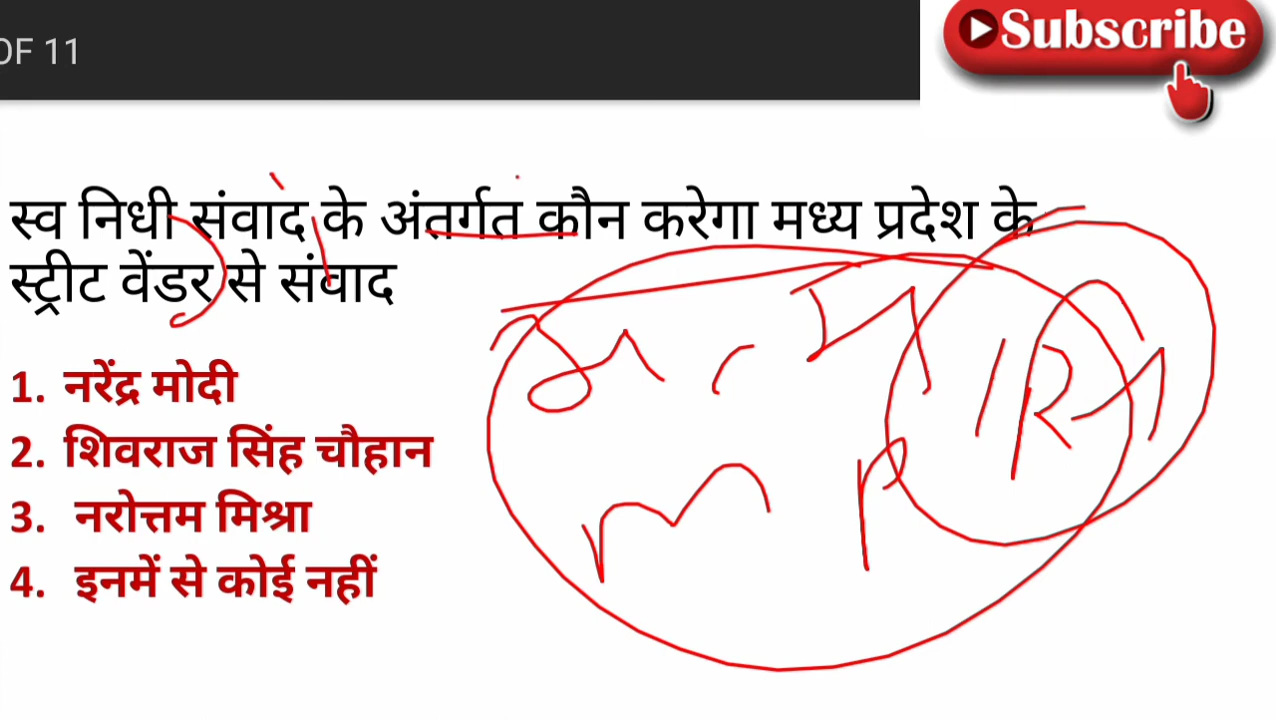 OF 11
Subscribe
स्व निधी संवाद के अंतर्गत कौन करेगा मध्य प्रदेश के
स्ट्रीट वेंडर से संवाद
1. नरेंद्र मोदी
2. शिवराज सिंह चौहान
3. नरोत्तम मिश्रा
4. इनमें से कोई नहीं
m p